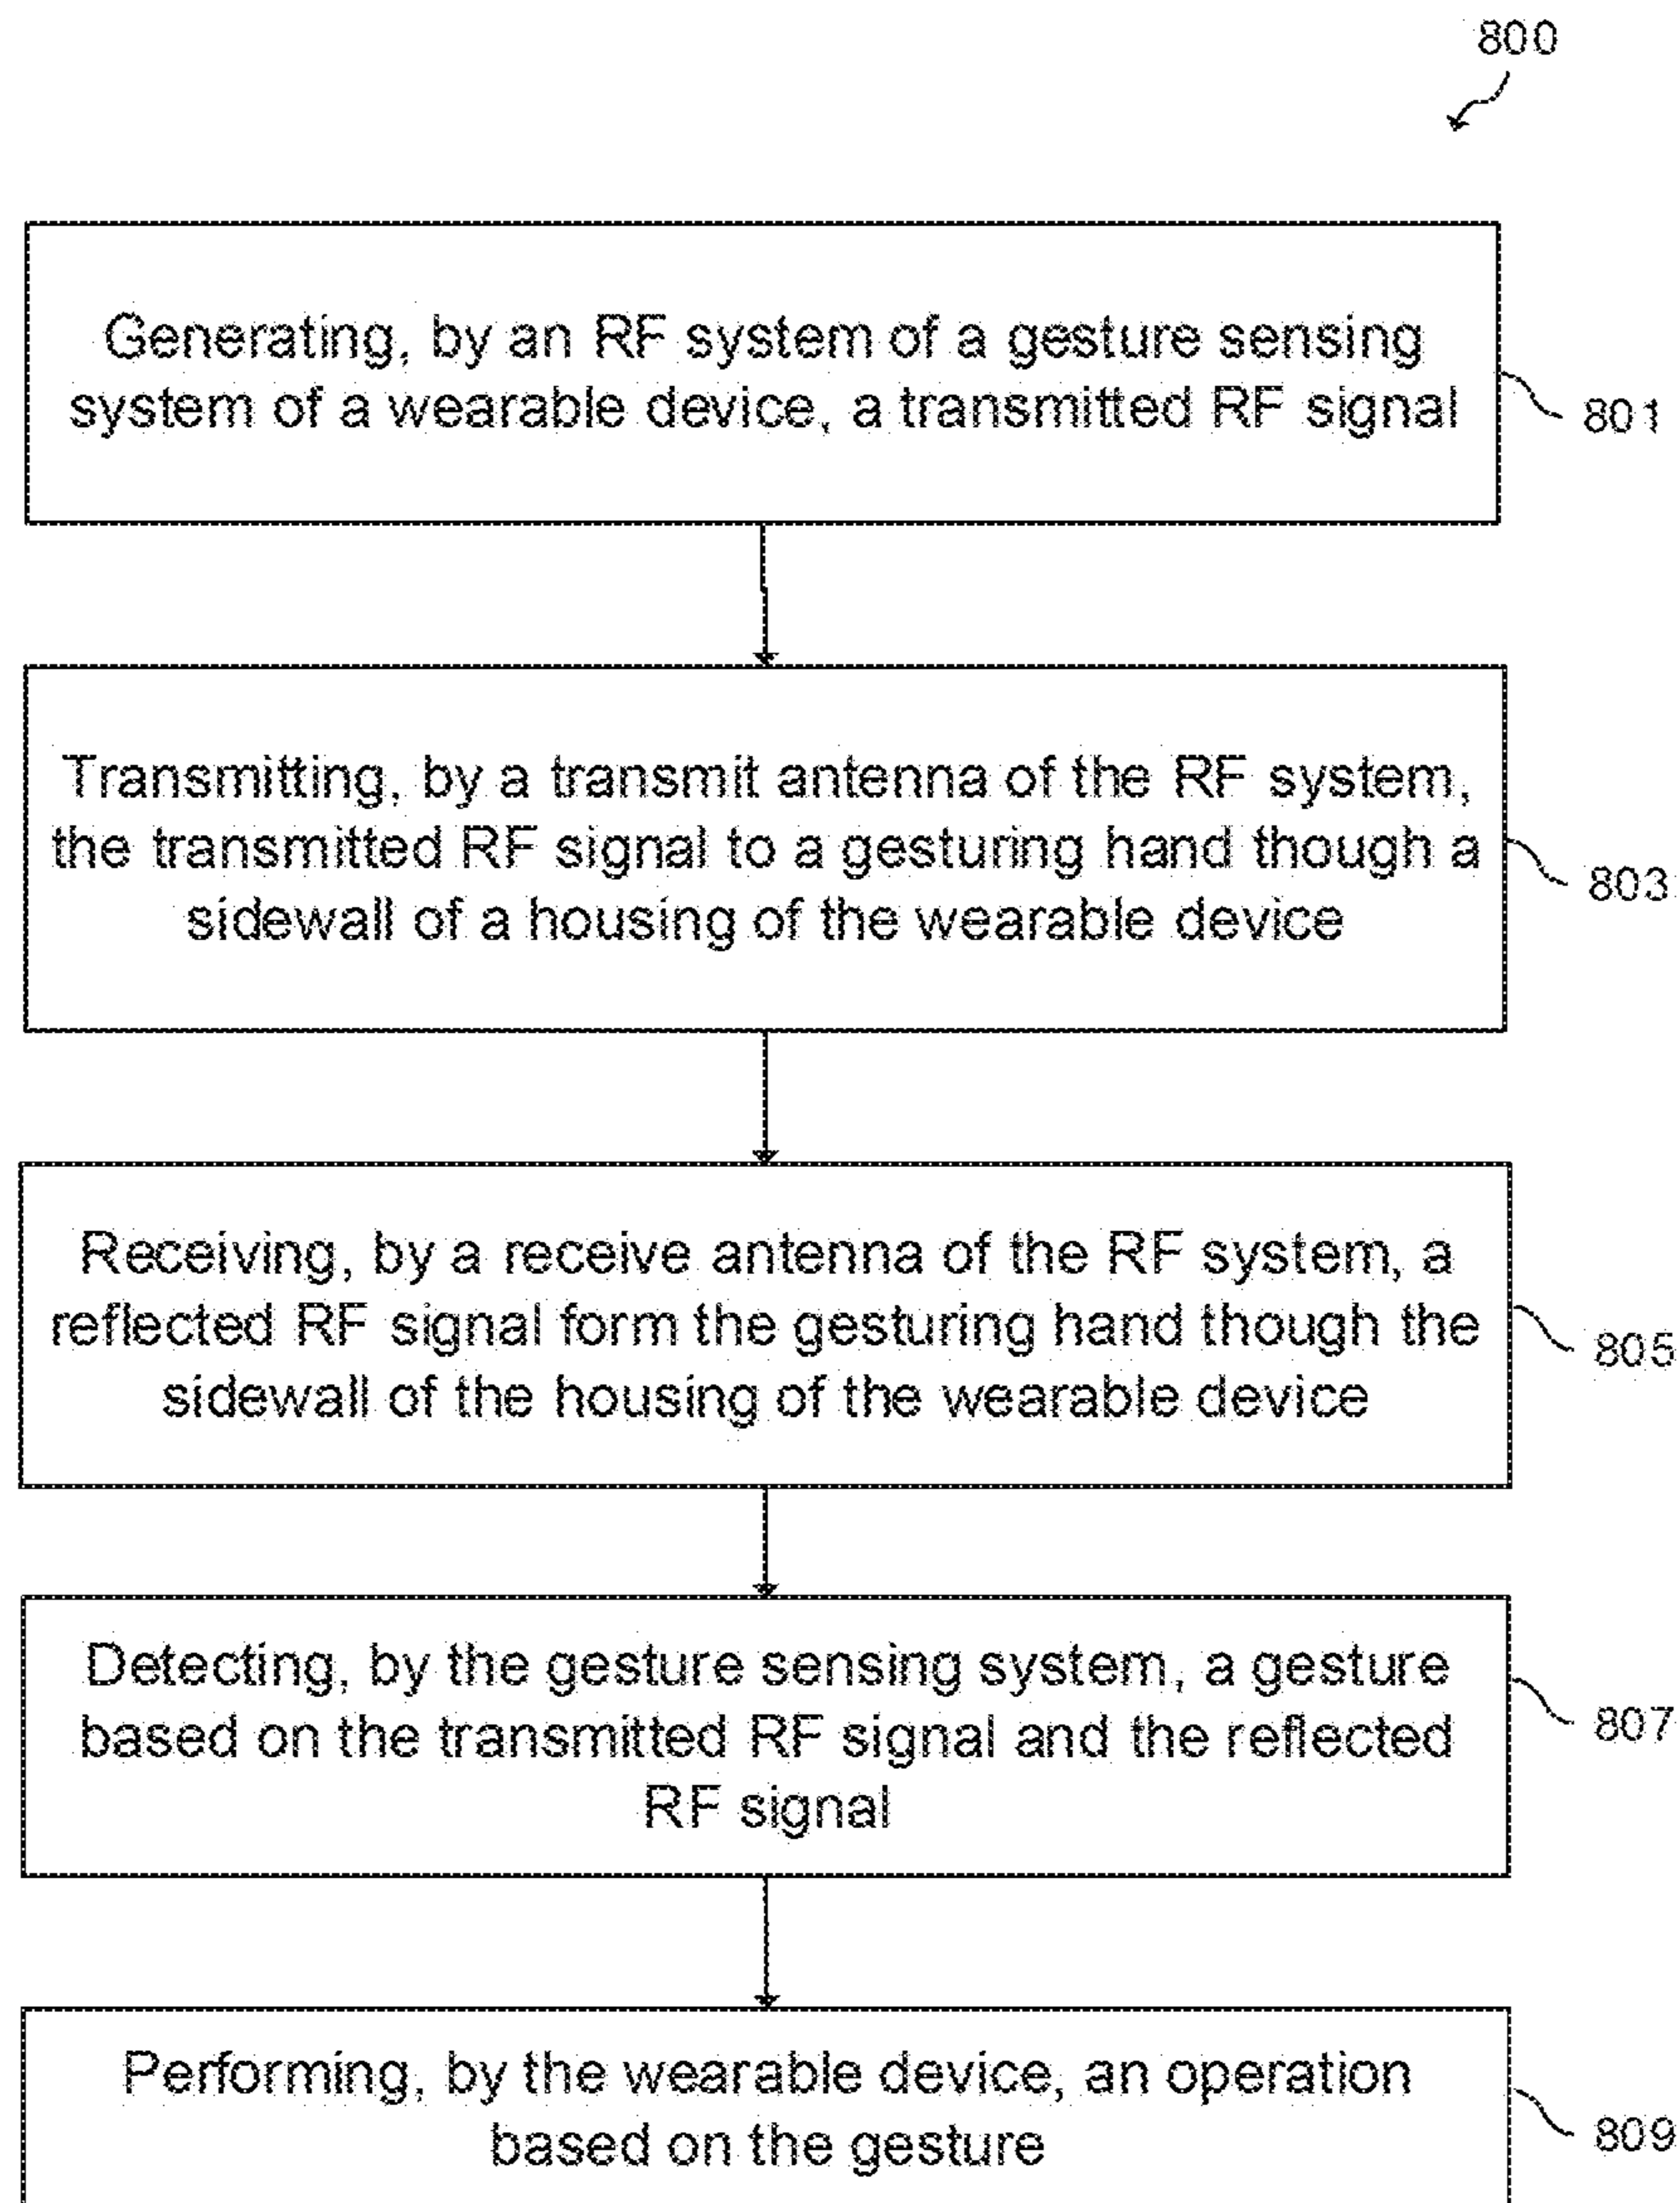 800
Generating, by an RF system of a gesture sensing
system of a wearable device, a transmitted RF signal
801
Transmitting, by a transmit antenna of the RF system,
the transmitted RF signal to a gesturing hand though a
sidewall of a housing of the wearable device
803
Receiving, by a receive antenna of the RF system, a
reflected RF signal form the gesturing hand though the
sidewall of the housing of the wearable device
805
Detecting, by the gesture sensing system, a gesture
based on the transmitted RF signal and the reflected
RF signal
807
Performing, by the wearable device, an operation
based on the gesture
809